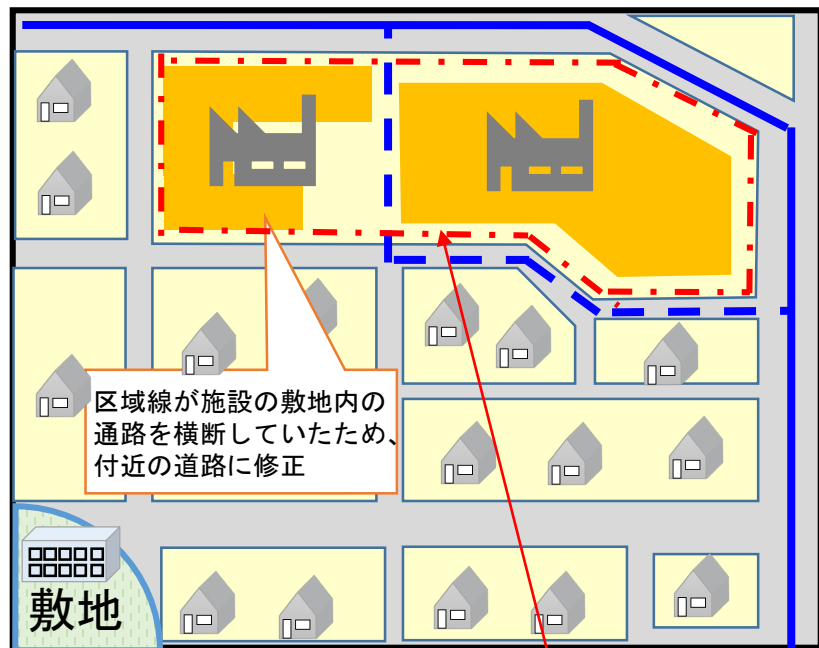 区域線が施設の敷地内の
通路を横断していたため、
付近の道路に修正
敷地